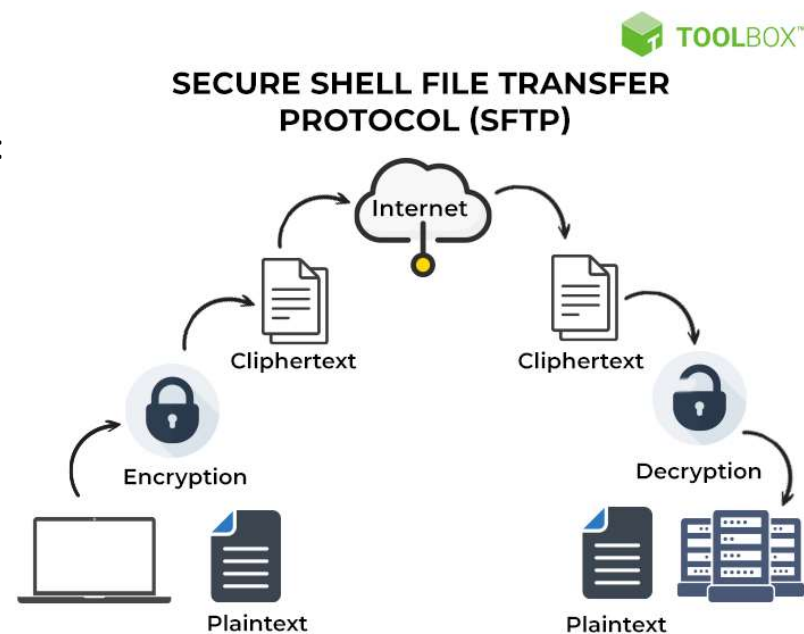 TOOLBOX™
SECURE SHELL FILE TRANSFER
PROTOCOL (SFTP)
:
Internet
Cliphertext
Cliphertext
Encryption
Decryption
Plaintext
Plaintext